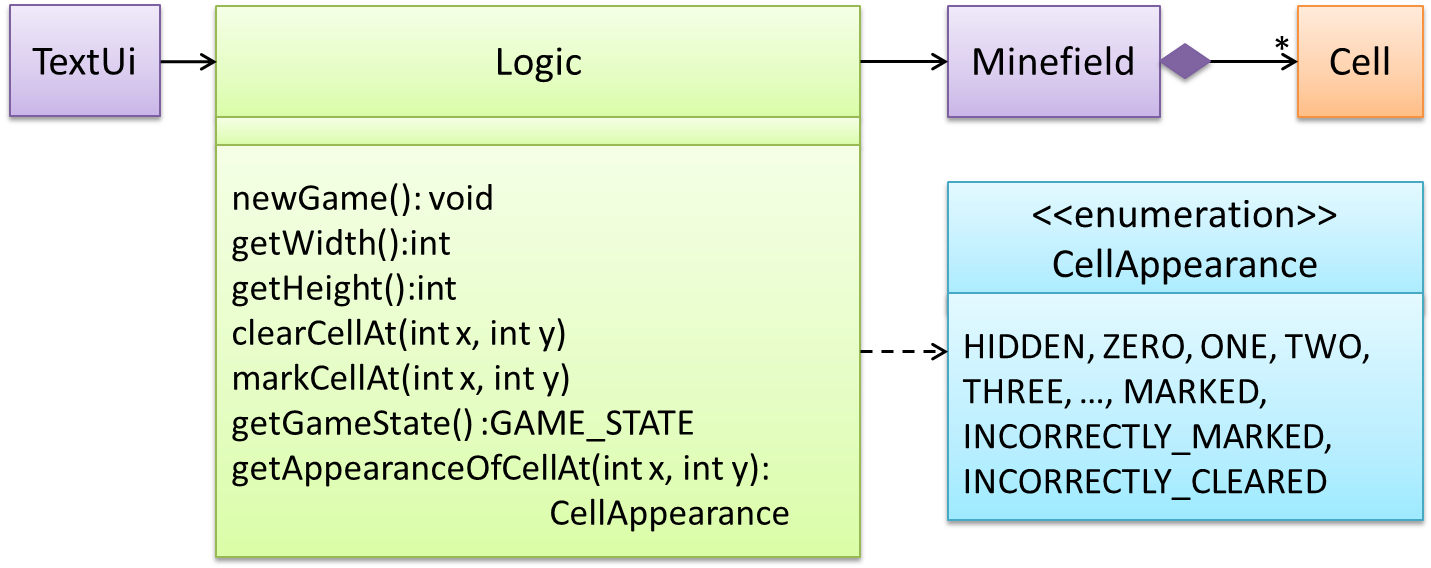 TextUi
Logic
Minefield
*
Cell
newGame(): void
getWidth():int
getHeight():int
clearCellAt(int x, int y)
markCellAt(int x, int y)
getGameState() :GAME_STATE
getAppearanceOfCellAt(int x, int y):
CellAppearance
<<enumeration>>
CellAppearance
HIDDEN, ZERO, ONE, TWO,
THREE, ..., MARKED,
INCORRECTLY_MARKED,
INCORRECTLY_CLEARED